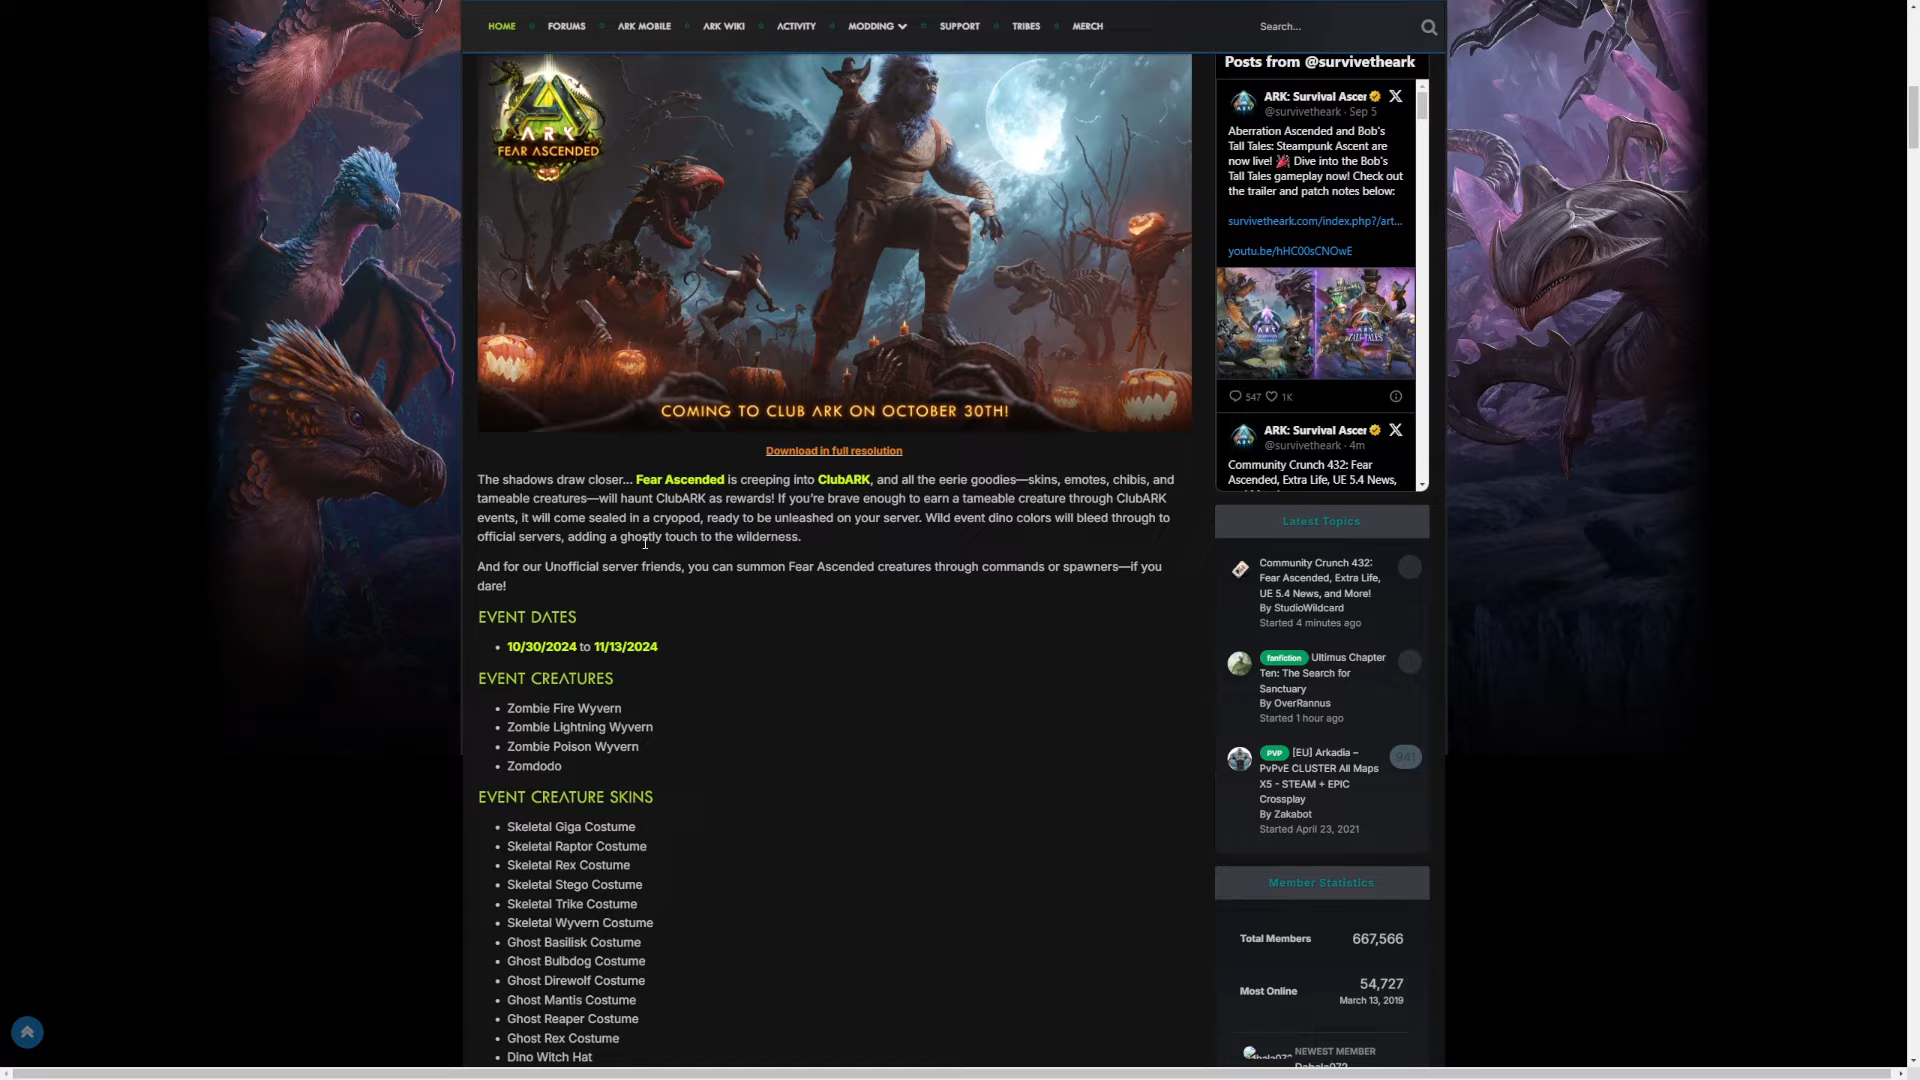 HOME
FORUMS
ARK MOBILE
ARK WIKI
ACTIVITY
MODDING
SUPPORT
TRIBES
MERCH
Search...
ARK
FEAR ASCENDED
COMING TO CLUB ARK ON OCTOBER 30TH!
Download in full resolution
The shadows draw closer... Fear Ascended is creeping into ClubARK, and all the eerie goodies—skins, emotes, chibis, and
tameable creatures—will haunt ClubARK as rewards! If you're brave enough to earn a tameable creature through ClubARK
events, it will come sealed in a cryopod, ready to be unleashed on your server. Wild event dino colors will bleed through to
official servers, adding a ghostly touch to the wilderness.
And for our Unofficial server friends, you can summon Fear Ascended creatures through commands or spawners—if you
dare!
EVENT DATES
• 10/30/2024 to 11/13/2024
EVENT CREATURES
• Zombie Fire Wyvern
• Zombie Lightning Wyvern
• Zombie Poison Wyvern
• Zomdodo
EVENT CREATURE SKINS
• Skeletal Giga Costume
• Skeletal Raptor Costume
• Skeletal Rex Costume
• Skeletal Stego Costume
• Skeletal Trike Costume
• Skeletal Wyvern Costume
• Ghost Basilisk Costume
• Ghost Bulbdog Costume
• Ghost Direwolf Costume
• Ghost Mantis Costume
• Ghost Reaper Costume
• Ghost Rex Costume
• Dino Witch Hat
Posts from @survivetheark
ARK: Survival Ascer
@survivetheark · Sep 5
Aberration Ascended and Bob's
Tall Tales: Steampunk Ascent are
now live! 🎉 Dive into the Bob's
Tall Tales gameplay now! Check out
the trailer and patch notes below:
survivetheark.com/index.php?/art...
youtu.be/hHC00sCNOwE
547 1K
ARK: Survival Ascer
@survivetheark · 4m
Community Crunch 432: Fear
Ascended, Extra Life, UE 5.4 News,
Latest Topics
Community Crunch 432:
Fear Ascended, Extra Life,
UE 5.4 News, and More!
By StudioWildcard
Started 4 minutes ago
fanfiction Ultimus Chapter
Ten: The Search for
Sanctuary
By OverRannus
Started 1 hour ago
PVP [EU] Arkadia –
PvPvE CLUSTER All Maps
X5 - STEAM + EPIC
Crossplay
By Zakabot
Started April 23, 2021
941
Member Statistics
Total Members 667,566
Most Online 54,727
March 13, 2019
NEWEST MEMBER